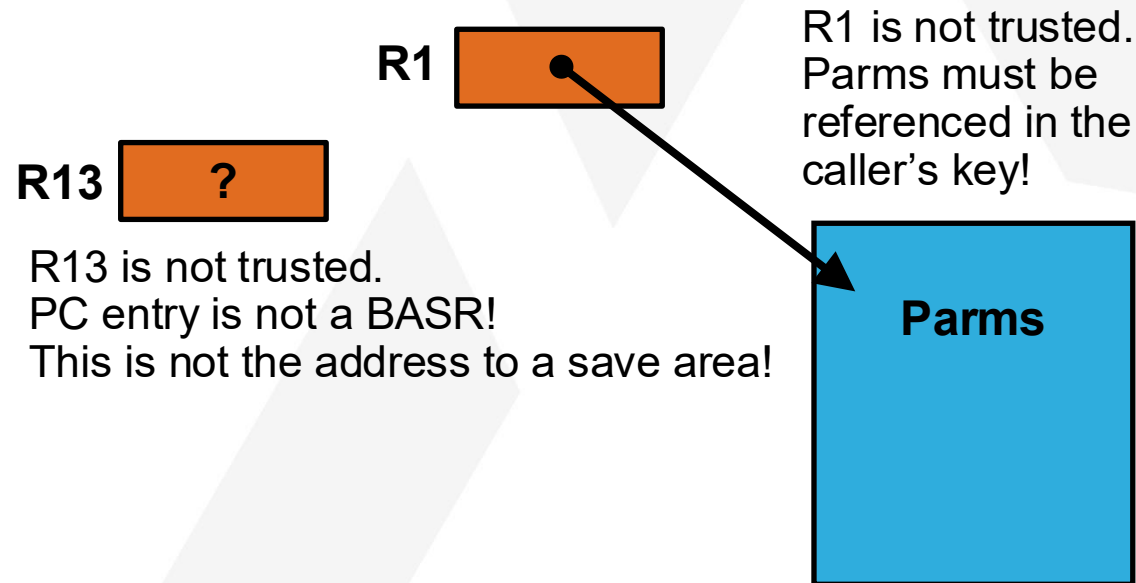 R1
R1 is not trusted.
Parms must be
referenced in the
caller’s key!
R13
?
R13 is not trusted.
PC entry is not a BASR!
This is not the address to a save area!
Parms